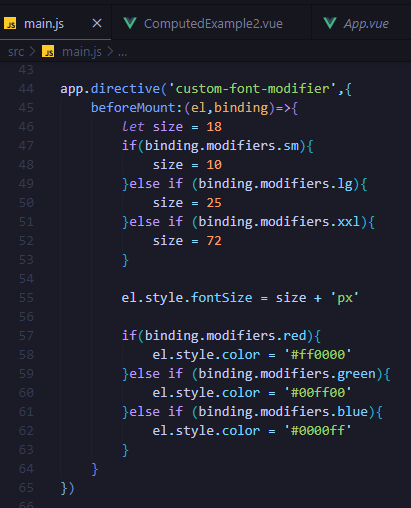 main.js
ComputedExample2.vue
App.vue
src > main.js > ...
43
44 app.directive('custom-font-modifier',{
45 beforeMount:(el,binding)=>{
46 let size = 18
47 if(binding.modifiers.sm){
48 size = 10
49 }else if (binding.modifiers.lg){
50 size = 25
51 }else if (binding.modifiers.xxl){
52 size = 72
53 }
54
55 el.style.fontSize = size + 'px'
56
57 if(binding.modifiers.red){
58 el.style.color = '#ff0000'
59 }else if (binding.modifiers.green){
60 el.style.color = '#00ff00'
61 }else if (binding.modifiers.blue){
62 el.style.color = '#0000ff'
63 }
64 }
65 })
66